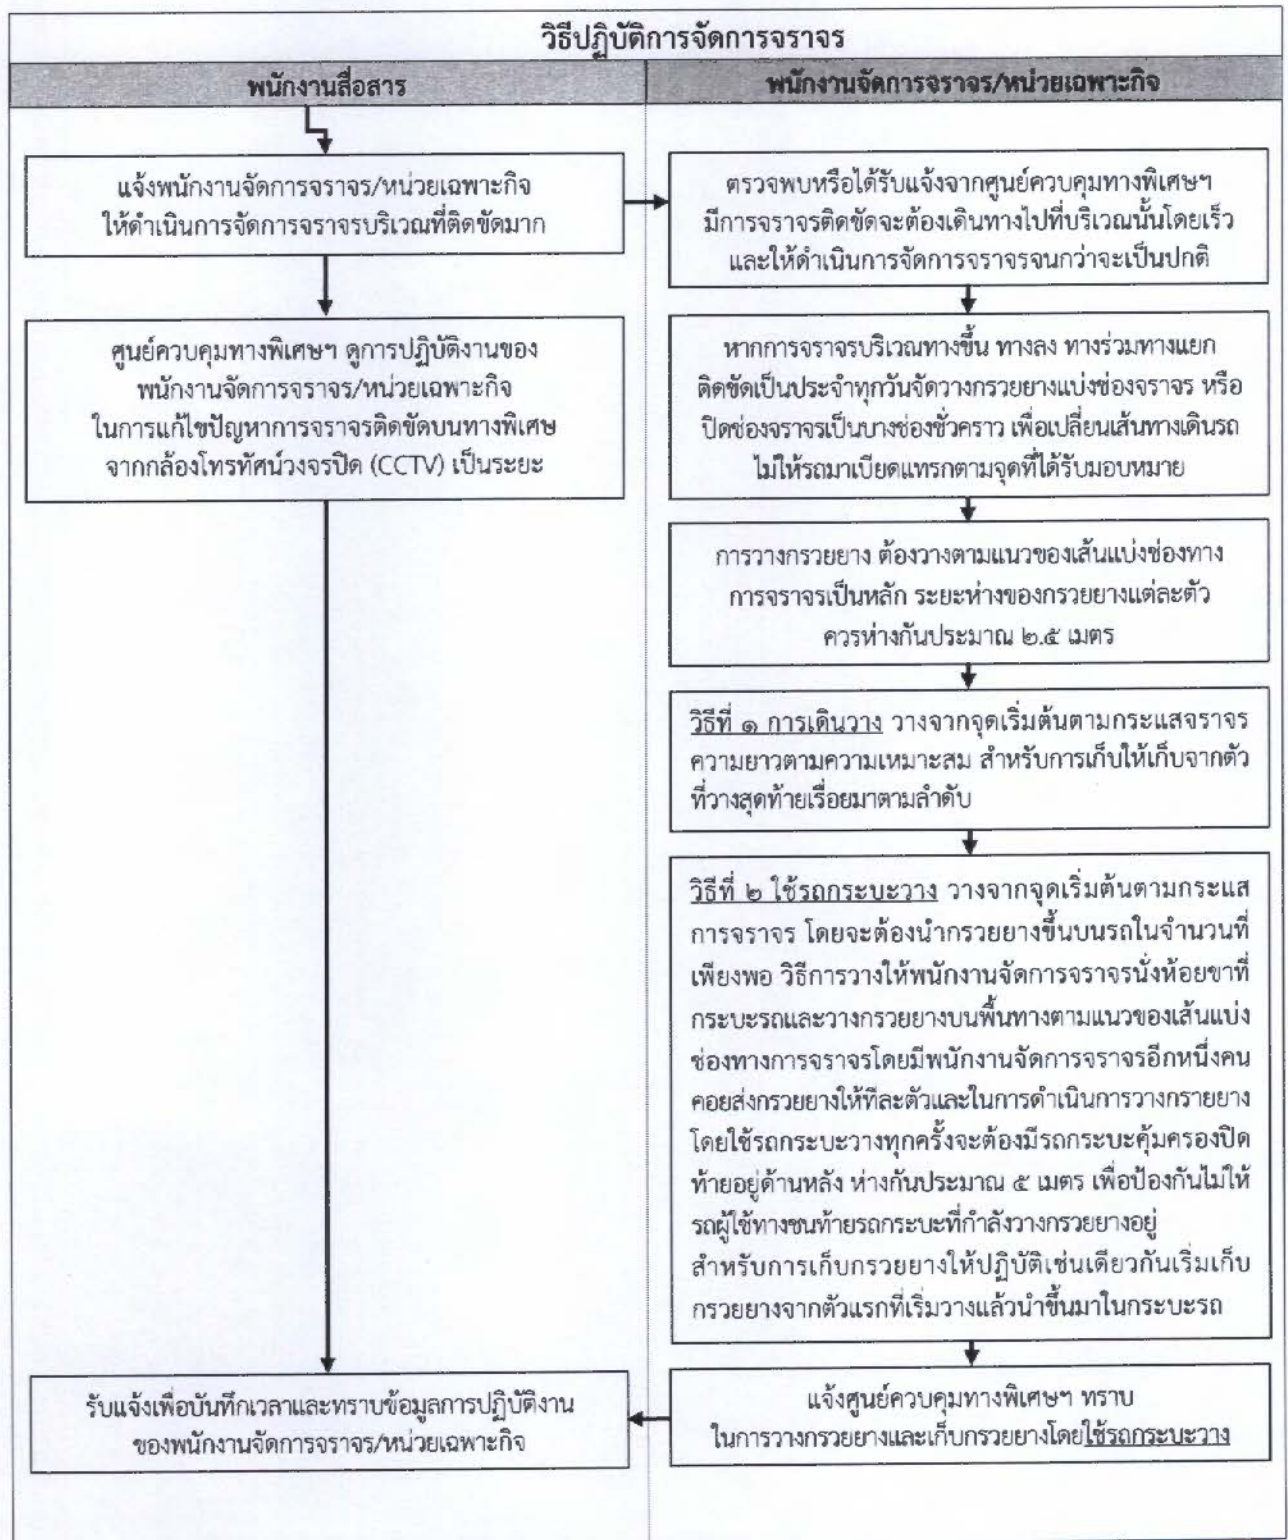 วิธีปฏิบัติการจัดการจราจร
พนักงานสื่อสาร
พนักงานจัดการจราจร/หน่วยเฉพาะกิจ
แจ้งพนักงานจัดการจราจร/หน่วยเฉพาะกิจ
ให้ดำเนินการจัดการจราจรบริเวณที่ติดขัดมาก
ตรวจพบหรือได้รับแจ้งจากศูนย์ควบคุมทางพิเศษฯ
มีการจราจรติดขัดจะต้องเดินทางไปที่บริเวณนั้นโดยเร็ว
และให้ดำเนินการจัดการจราจรจนกว่าจะเป็นปกติ
ศูนย์ควบคุมทางพิเศษฯ ดูการปฏิบัติงานของ
พนักงานจัดการจราจร/หน่วยเฉพาะกิจ
ในการแก้ไขปัญหาการจราจรติดขัดบนทางพิเศษ
จากกล้องโทรทัศน์วงจรปิด (CCTV) เป็นระยะ
หากการจราจรบริเวณทางขึ้น ทางลง ทางร่วมทางแยก
ติดขัดเป็นประจำทุกวันจัดวางกรวยยางแบ่งช่องจราจร หรือ
ปิดช่องจราจรเป็นบางช่องชั่วคราว เพื่อเปลี่ยนเส้นทางเดินรถ
ไม่ให้รถมาเบียดแทรกตามจุดที่ได้รับมอบหมาย
การวางกรวยยาง ต้องวางตามแนวของเส้นแบ่งช่องทาง
การจราจรเป็นหลัก ระยะห่างของกรวยยางแต่ละตัว
ควรห่างกันประมาณ ๒.๕ เมตร
วิธีที่ ๑ การเดินวาง วางจากจุดเริ่มต้นตามกระแสจราจร
ความยาวตามความเหมาะสม สำหรับการเก็บให้เก็บจากตัว
ที่วางสุดท้ายเรื่อยมาตามลำดับ
วิธีที่ ๒ ใช้รถกระบะวาง วางจากจุดเริ่มต้นตามกระแส
การจราจร โดยจะต้องนำกรวยยางขึ้นบนรถในจำนวนที่
เพียงพอ วิธีการวางให้พนักงานจัดการจราจรนั่งห้อยขาที่
กระบะรถและวางกรวยยางบนพื้นทางตามแนวของเส้นแบ่ง
ช่องทางการจราจรโดยมีพนักงานจัดการจราจรอีกหนึ่งคน
คอยส่งกรวยยางให้ทีละตัวและในการดำเนินการวางกรายยาง
โดยใช้รถกระบะวางทุกครั้งจะต้องมีรถกระบะคุ้มครองปิด
ท้ายอยู่ด้านหลัง ห่างกันประมาณ ๕ เมตร เพื่อป้องกันไม่ให้
รถผู้ใช้ทางชนท้ายรถกระบะที่กำลังวางกรวยยางอยู่
สำหรับการเก็บกรวยยางให้ปฏิบัติเช่นเดียวกันเริ่มเก็บ
กรวยยางจากตัวแรกที่เริ่มวางแล้วนำขึ้นมาในกระบะรถ
รับแจ้งเพื่อบันทึกเวลาและทราบข้อมูลการปฏิบัติงาน
ของพนักงานจัดการจราจร/หน่วยเฉพาะกิจ
แจ้งศูนย์ควบคุมทางพิเศษฯ ทราบ
ในการวางกรวยยางและเก็บกรวยยางโดยใช้รถกระบะวาง